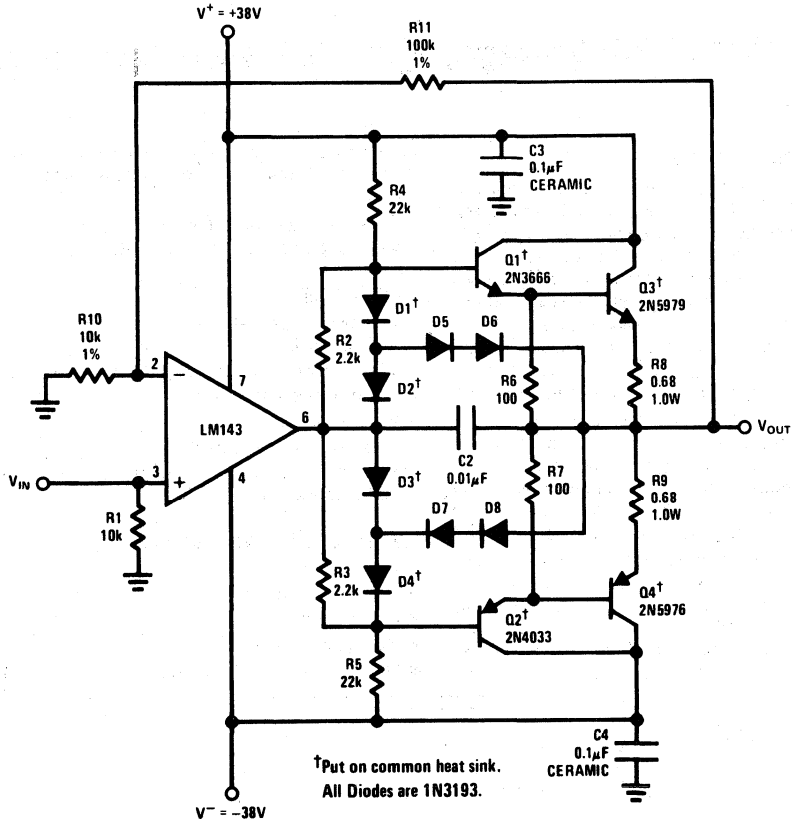 V⁺ = +38V
R11
100k
1%
C3
0.1μF
CERAMIC
R4
22k
Q1†
2N3666
Q3†
2N5979
D1†
R10
10k
1%
R2
2.2k
D5
D6
R8
0.68
1.0W
2
7
D2†
R6
100
−
LM143
6
VOUT
C2
0.01μF
VIN
3
+
4
D3†
R7
100
R9
0.68
1.0W
R1
10k
D7
D8
R3
2.2k
D4†
Q2†
2N4033
Q4†
2N5976
R5
22k
C4
0.1μF
CERAMIC
†Put on common heat sink.
All Diodes are 1N3193.
V⁻ = −38V